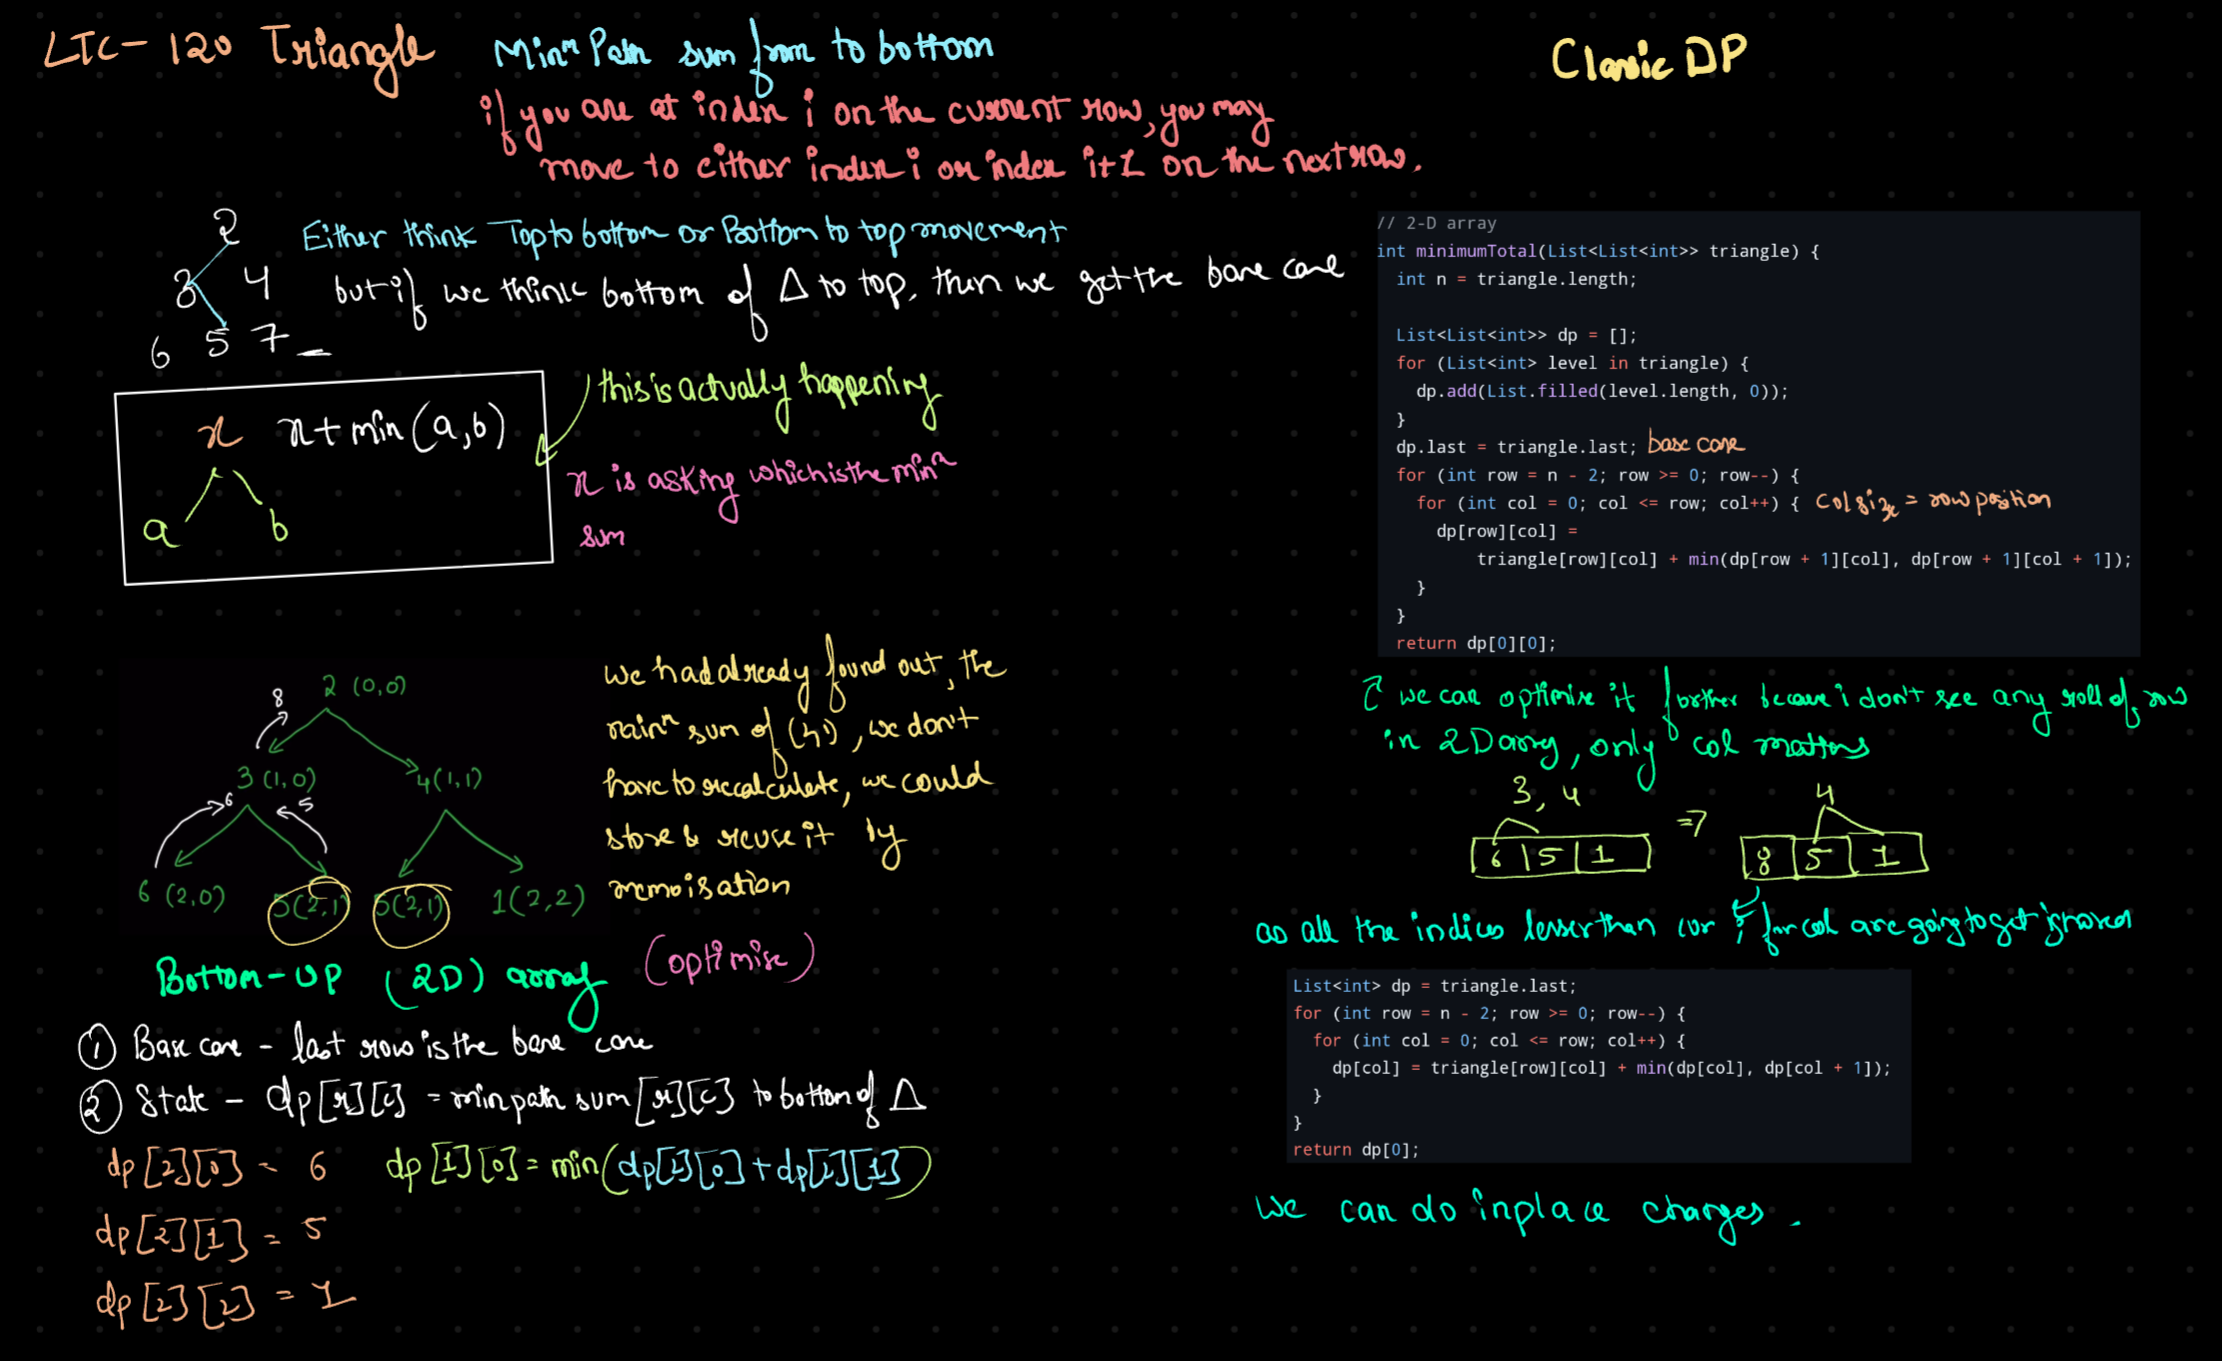 LTC-120 Triangle
Minᵐ Path sum from to bottom
Classic DP
if you are at index i on the current row, you may
move to either index i or index i+1 on the next row.
2
3 4
6 5 7
Either think Top to bottom or Bottom to top movement
but if we think bottom of Δ to top, then we get the base case
x x+min(a,b)
a b
this is actually happening
x is asking which is the minᵐ
sum
// 2-D array
int minimumTotal(List<List<int>> triangle) {
int n = triangle.length;
List<List<int>> dp = [];
for (List<int> level in triangle) {
dp.add(List.filled(level.length, 0));
}
dp.last = triangle.last; base case
for (int row = n - 2; row >= 0; row--) {
for (int col = 0; col <= row; col++) { col size = row position
dp[row][col] =
triangle[row][col] + min(dp[row + 1][col], dp[row + 1][col + 1]);
}
}
return dp[0][0];
8
2 (0,0)
3 (1,0) 4(1,1)
6 5
6 (2,0) 5(2,1) 5(2,1) 1(2,2)
we had already found out, the
minᵐ sum of , we don't
have to reccalculate, we could
store & reuse it by
memoisation
Bottom-UP (2D) array (optimise)
① Base case - last row is the base case
② State - dp[r][c] = min path sum [r][c] to bottom of Δ
dp[2][0] = 6
dp[1][0] = min(dp[2][0] + dp[2][1])
dp[2][1] = 5
dp[2][2] = 1
we can optimise it further because i don't see any roll of row
in 2D array, only col matters
3, 4
6 | 5 | 1
=>
4
8 | 5 | 1
as all the indices lesser than cur for col are going to get ignored
List<int> dp = triangle.last;
for (int row = n - 2; row >= 0; row--) {
for (int col = 0; col <= row; col++) {
dp[col] = triangle[row][col] + min(dp[col], dp[col + 1]);
}
}
return dp[0];
We can do inplace changes.